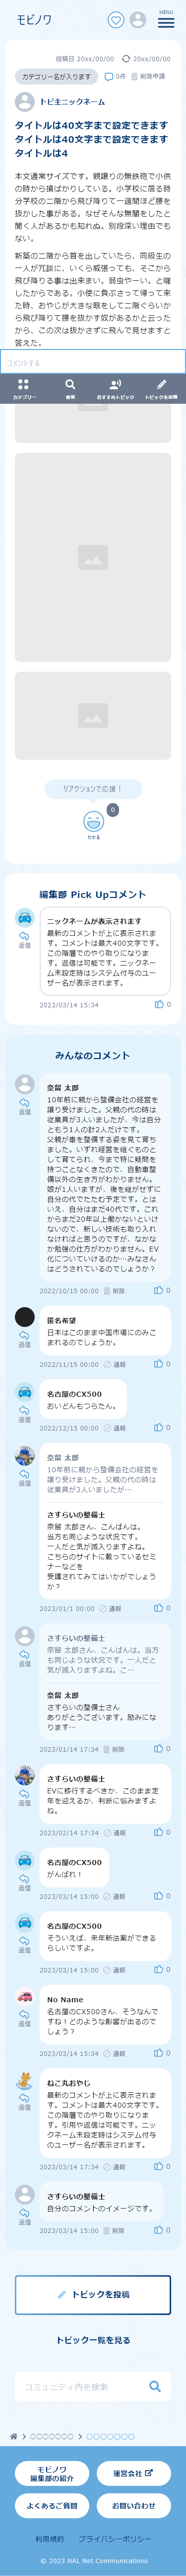 モビノワ
MENU
投稿日 20xx/00/00 20xx/00/00
カテゴリー名が入ります 0件 削除申請
トビ主ニックネーム
タイトルは40文字まで設定できます
タイトルは40文字まで設定できます
タイトルは4
本文通常サイズです。親譲りの無鉄砲で小供
の時から損ばかりしている。小学校に居る時
分学校の二階から飛び降りて一週間ほど腰を
抜かした事がある。なぜそんな無闇をしたと
聞く人があるかも知れぬ。別段深い理由でも
ない。
新築の二階から首を出していたら、同級生の
一人が冗談に、いくら威張っても、そこから
飛び降りる事は出来まい。弱虫やーい。と囃
したからである。小使に負ぶさって帰って来
た時、おやじが大きな眼をして二階ぐらいか
ら飛び降りて腰を抜かす奴があるかと云った
から、この次は抜かさずに飛んで見せますと
答えた。
コメントする
カテゴリー
検索
おすすめトピック
トピックを投稿
リアクションで応援！
0
わかる
編集部 Pick Upコメント
返信
ニックネームが表示されます
最新のコメントが上に表示されま
す。コメントは最大400文字です。
この階層でのやり取りになりま
す。返信は可能です。ニックネー
ム未設定時はシステム付与のユー
ザー名が表示されます。
2023/03/14 15:34 0
みんなのコメント
返信
奈留 太郎
10年前に親から整備会社の経営を
譲り受けました。父親の代の時は
従業員が3人いましたが、今は自分
ともう1人の計2人だけです。
父親が車を整備する姿を見て育ち
ました。いずれ経営を継ぐものと
して育てられ、今まで特に疑問を
持つことなくきたので、自動車整
備以外の生き方がわかりません。
娘が1人いますが、後を継がせずに
自分の代でたたむ予定です。とは
いえ、自分はまだ40代です。これ
からまだ20年以上働かないといけ
ないので、新しい技術も取り入れ
なければと思うのですが、なかな
か勉強の仕方がわかりません。EV
化についていけるのか…みなさん
はどうされているのでしょうか？
2022/10/15 00:00 削除 0
返信
匿名希望
日本はこのまま中国市場にのみこ
まれるのでしょうか。
2022/11/15 00:00 通報 0
返信
名古屋のCX500
おいどんもつらたん。
2022/12/15 00:00 通報 0
返信
奈留 太郎
10年前に親から整備会社の経営を
譲り受けました。父親の代の時は
従業員が3人いましたが…
さすらいの整備士
奈留 太郎さん、こんばんは。
当方も同じような状況です。
一人だと気が滅入りますよね。
こちらのサイトに載っているセミ
ナーなどを
受講されてみてはいかがでしょう
か？
2023/01/1 00:00 通報 0
返信
さすらいの整備士
奈留 太郎さん、こんばんは。当方
も同じような状況です。一人だと
気が滅入りますよね。こ…
奈留 太郎
さすらいの整備士さん
ありがとうございます。励みにな
ります…
2023/01/14 17:34 削除 0
返信
さすらいの整備士
EVに移行するべきか、このまま定
年を迎えるか、判断に悩みますよ
ね。
2023/02/14 17:34 通報 0
返信
名古屋のCX500
がんばれ！
2023/03/14 15:00 通報 0
返信
名古屋のCX500
そういえば、来年新法案ができる
らしいですよ。
2023/03/14 15:00 通報 0
返信
No Name
名古屋のCX500さん、そうなんで
すね！どのような影響が出るので
しょう？
2023/03/14 15:34 通報 0
返信
ねこ丸おやじ
最新のコメントが上に表示されま
す。コメントは最大400文字です。
この階層でのやり取りになりま
す。引用や返信は可能です。ニッ
クネーム未設定時はシステム付与
のユーザー名が表示されます。
2023/03/14 17:34 通報 0
返信
さすらいの整備士
自分のコメントのイメージです。
2023/03/14 15:00 削除 0
トピックを投稿
トピック一覧を見る
コミュニティ内を検索
〇〇〇〇〇〇〇 〇〇〇〇〇〇〇
モビノワ
編集部の紹介
運営会社
よくあるご質問
お問い合わせ
利用規約 プライバシーポリシー
© 2023 NAL Net Communications